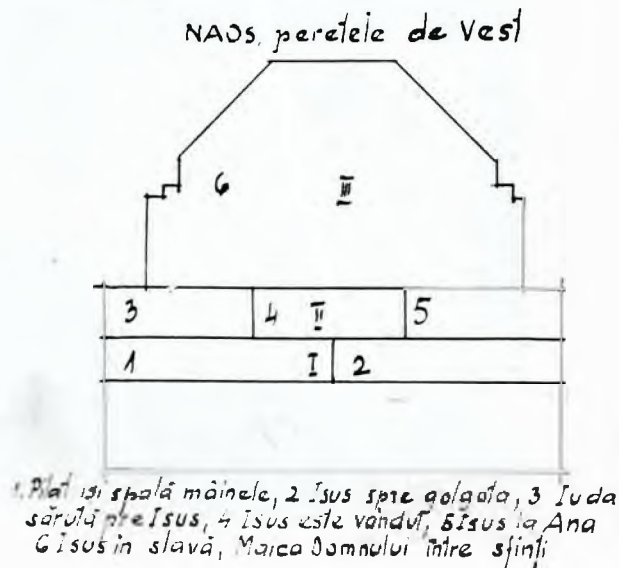 NAOS, peretele de Vest
6 III
3 4 II 5
1 I 2
1. Pilat işi spală mâinele, 2 Isus spre golgota, 3 Iuda
sărută pre Isus, 4 Isus este vândut, 5 Isus la Ana
6 Isus in slavă, Maica Domnului între sfinţi